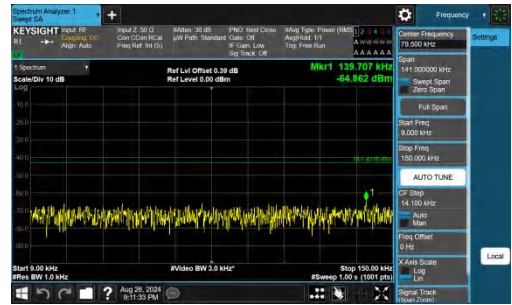 Spectrum Analyzer 1
Swept SA
Frequency
KEYSIGHT Input: RF
RL Coupling: DC
Align: Auto
Input Z: 50 Ω
Corr CCorr RCal
Freq Ref: Int (S)
#Atten: 30 dB
µW Path: Standard
PNO: Best Close
Gate: Off
IF Gain: Low
Sig Track: Off
#Avg Type: Power (RMS
Avg|Hold: 1/1
Trig: Free Run
1 Spectrum
Scale/Div 10 dB
Log
Ref Lvl Offset 0.39 dB
Ref Level 0.00 dBm
Mkr1 139.707 kHz
-64.862 dBm
1
Start 9.00 kHz
#Res BW 1.0 kHz
#Video BW 3.0 kHz*
Stop 150.00 kHz
#Sweep 1.00 s (1001 pts)
Center Frequency
79.500 kHz
Settings
Span
141.000000 kHz
Swept Span
Zero Span
Full Span
Start Freq
9.000 kHz
Stop Freq
150.000 kHz
AUTO TUNE
CF Step
14.100 kHz
Auto
Man
Freq Offset
0 Hz
X Axis Scale
Log
Lin
Local
Signal Track
(Span Zoom)
Aug 26, 2024
9:11:33 PM